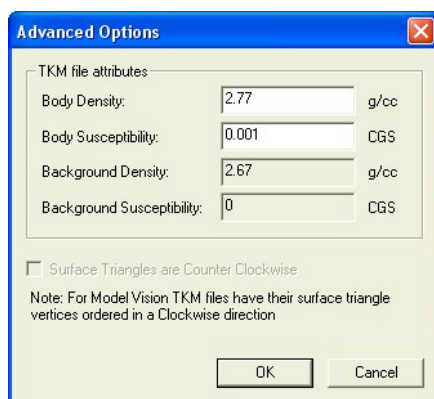 Advanced Options
TKM file attributes
Body Density: 2.77 g/cc
Body Susceptibility: 0.001 CGS
Background Density: 2.67 g/cc
Background Susceptibility: 0 CGS
Surface Triangles are Counter Clockwise
Note: For Model Vision TKM files have their surface triangle
vertices ordered in a Clockwise direction
OK Cancel